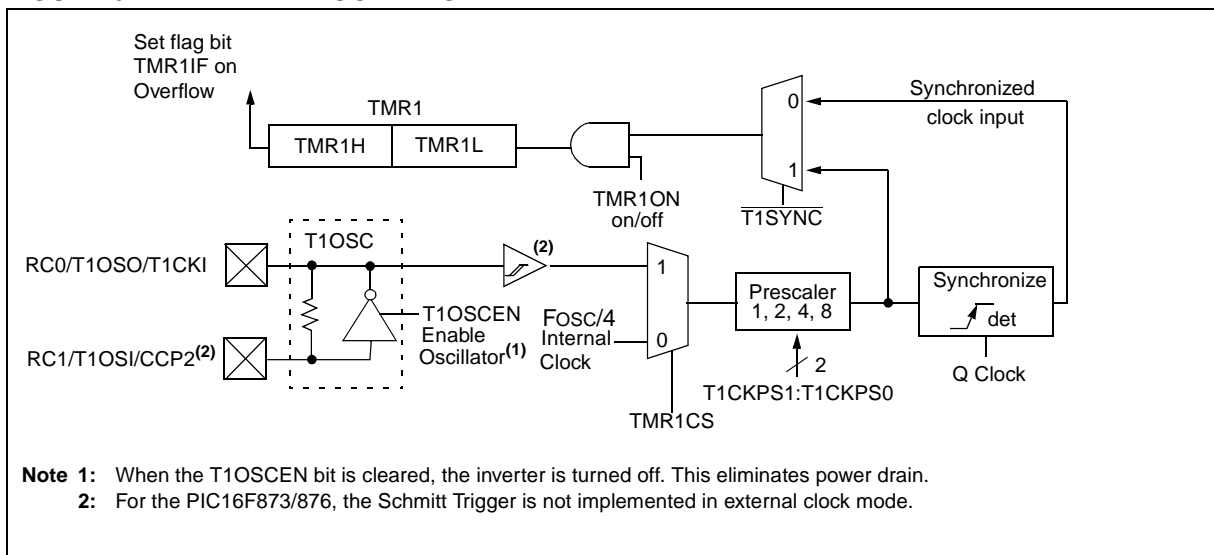 Set flag bit
TMR1IF on
Overflow
TMR1
TMR1H
TMR1L
TMR1ON
on/off
0
1
T1SYNC
Synchronized
clock input
T1OSC
RC0/T1OSO/T1CKI
(2)
1
0
T1OSCEN
Enable
Oscillator(1)
FOSC/4
Internal
Clock
RC1/T1OSI/CCP2(2)
Prescaler
1, 2, 4, 8
2
T1CKPS1:T1CKPS0
TMR1CS
Synchronize
det
Q Clock
Note 1: When the T1OSCEN bit is cleared, the inverter is turned off. This eliminates power drain.
2: For the PIC16F873/876, the Schmitt Trigger is not implemented in external clock mode.